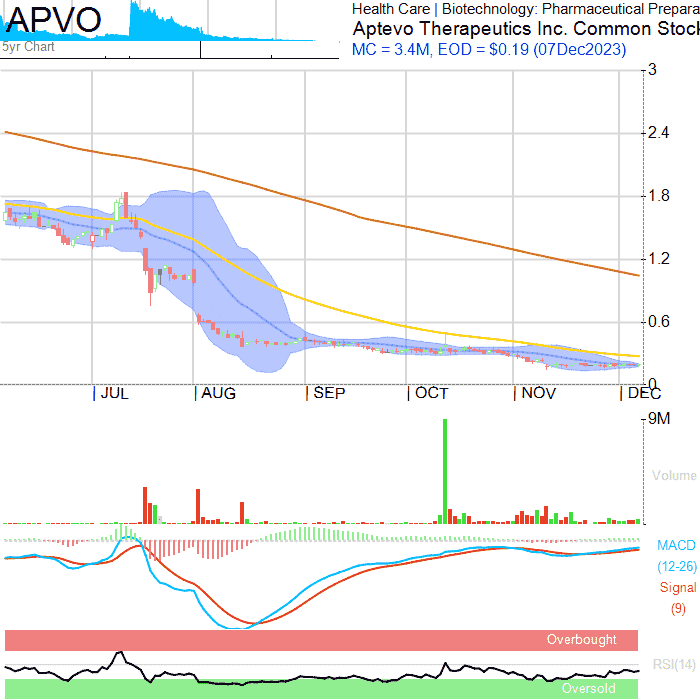 APVO
5yr Chart
Health Care | Biotechnology: Pharmaceutical Prepara
Aptevo Therapeutics Inc. Common Stock
MC = 3.4M, EOD = $0.19 (07Dec2023)
3
2.4
1.8
1.2
0.6
0
JUL AUG SEP OCT NOV DEC
9M
Volume
MACD
(12-26)
Signal
(9)
Overbought
RSI(14)
Oversold